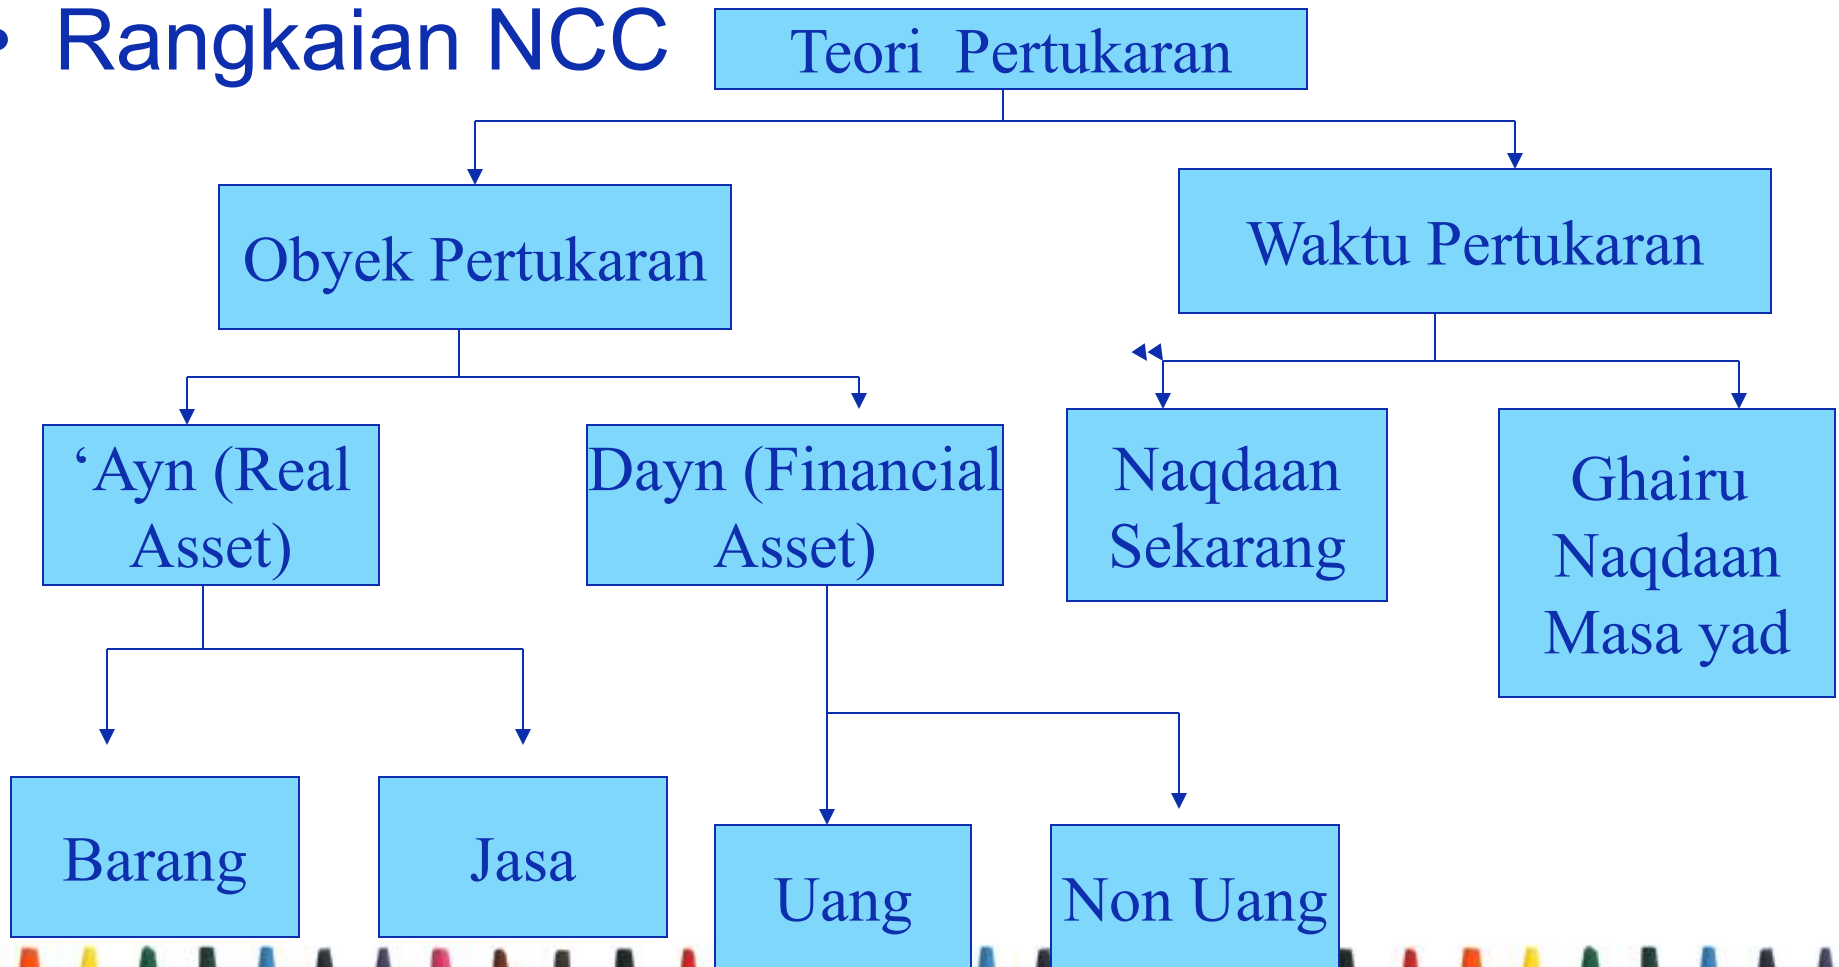 • Rangkaian NCC
Teori Pertukaran
Obyek Pertukaran
Waktu Pertukaran
‘Ayn (Real
Asset)
Dayn (Financial
Asset)
Naqdaan
Sekarang
Ghairu
Naqdaan
Masa yad
Barang
Jasa
Uang
Non Uang